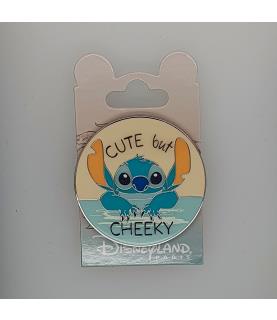 CUTE but
CHEEKY
DISNEYLAND
PARIS